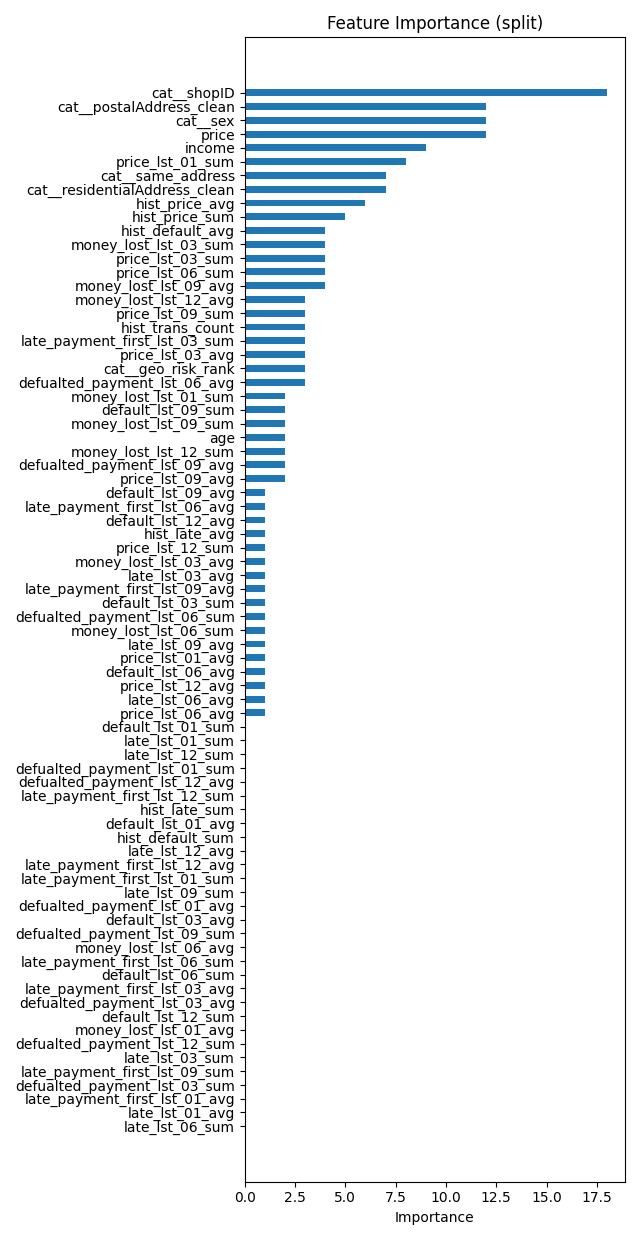 Feature Importance (split)
cat__shopID
cat__postalAddress_clean
cat__sex
price
income
price_lst_01_sum
cat__same_address
cat__residentialAddress_clean
hist_price_avg
hist_price_sum
hist_default_avg
money_lost_lst_03_sum
price_lst_03_sum
price_lst_06_sum
money_lost_lst_09_avg
money_lost_lst_12_avg
price_lst_09_sum
hist_trans_count
late_payment_first_lst_03_sum
price_lst_03_avg
cat__geo_risk_rank
defualted_payment_lst_06_avg
money_lost_lst_01_sum
default_lst_09_sum
money_lost_lst_09_sum
age
money_lost_lst_12_sum
defualted_payment_lst_09_avg
price_lst_09_avg
default_lst_09_avg
late_payment_first_lst_06_avg
default_lst_12_avg
hist_late_avg
price_lst_12_sum
money_lost_lst_03_avg
late_lst_03_avg
late_payment_first_lst_09_avg
default_lst_03_sum
defualted_payment_lst_06_sum
money_lost_lst_06_sum
late_lst_09_avg
price_lst_01_avg
default_lst_06_avg
price_lst_12_avg
late_lst_06_avg
price_lst_06_avg
default_lst_01_sum
late_lst_01_sum
late_lst_12_sum
defualted_payment_lst_01_sum
defualted_payment_lst_12_avg
late_payment_first_lst_12_sum
hist_late_sum
default_lst_01_avg
hist_default_sum
late_lst_12_avg
late_payment_first_lst_12_avg
late_payment_first_lst_01_sum
late_lst_09_sum
defualted_payment_lst_01_avg
default_lst_03_avg
defualted_payment_lst_09_sum
money_lost_lst_06_avg
late_payment_first_lst_06_sum
default_lst_06_sum
late_payment_first_lst_03_avg
defualted_payment_lst_03_avg
default_lst_12_sum
money_lost_lst_01_avg
defualted_payment_lst_12_sum
late_lst_03_sum
late_payment_first_lst_09_sum
defualted_payment_lst_03_sum
late_payment_first_lst_01_avg
late_lst_01_avg
late_lst_06_sum
0.0 2.5 5.0 7.5 10.0 12.5 15.0 17.5
Importance